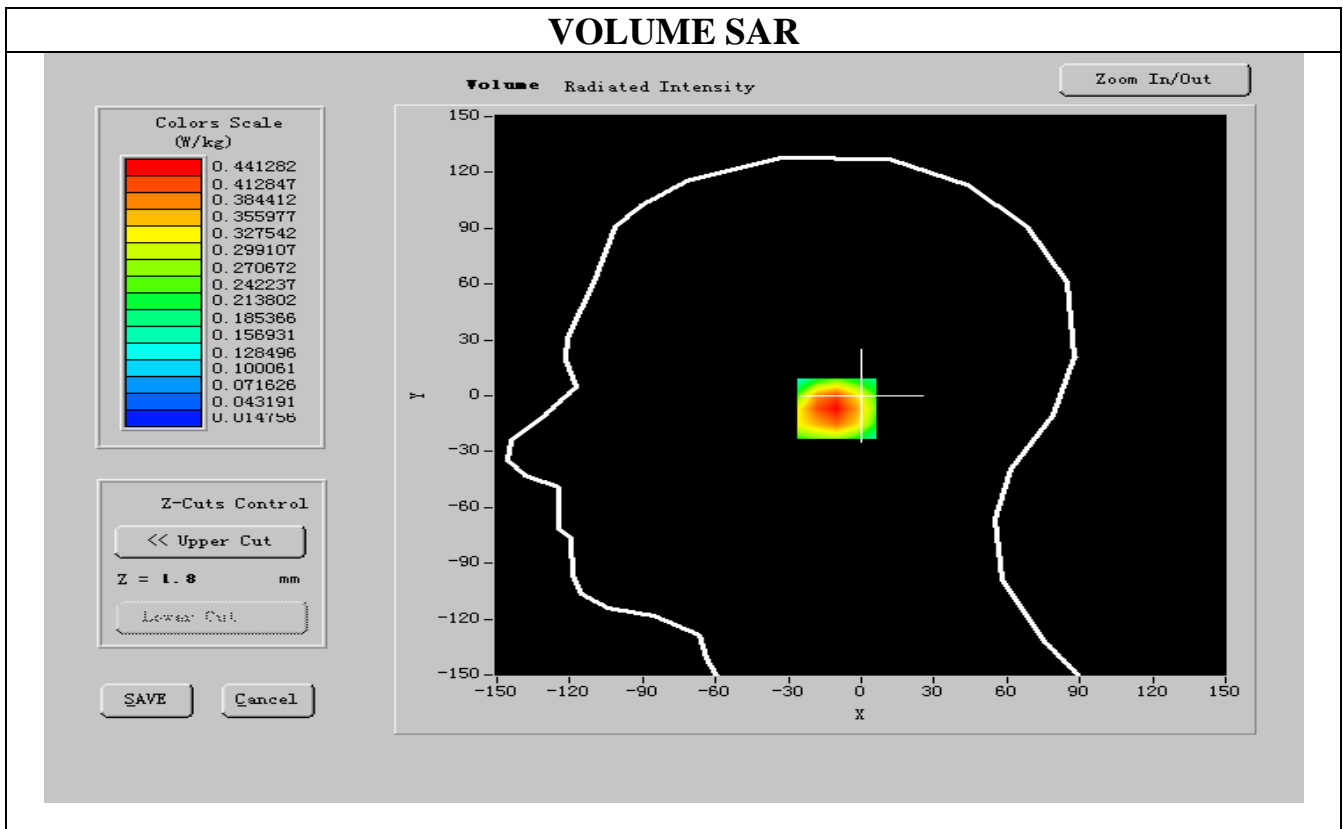 VOLUME SAR
Volume Radiated Intensity
Zoom In/Out
Colors Scale
(W/kg)
0.441282
0.412847
0.384412
0.355977
0.327542
0.299107
0.270672
0.242237
0.213802
0.185366
0.156931
0.128496
0.100061
0.071626
0.043191
0.014756
Z-Cuts Control
<< Upper Cut
Z = 1.8 mm
Lower Cut
SAVE
Cancel
150
120
90
60
30
0
-30
-60
-90
-120
-150
Y
-150 -120 -90 -60 -30 0 30 60 90 120 150
X